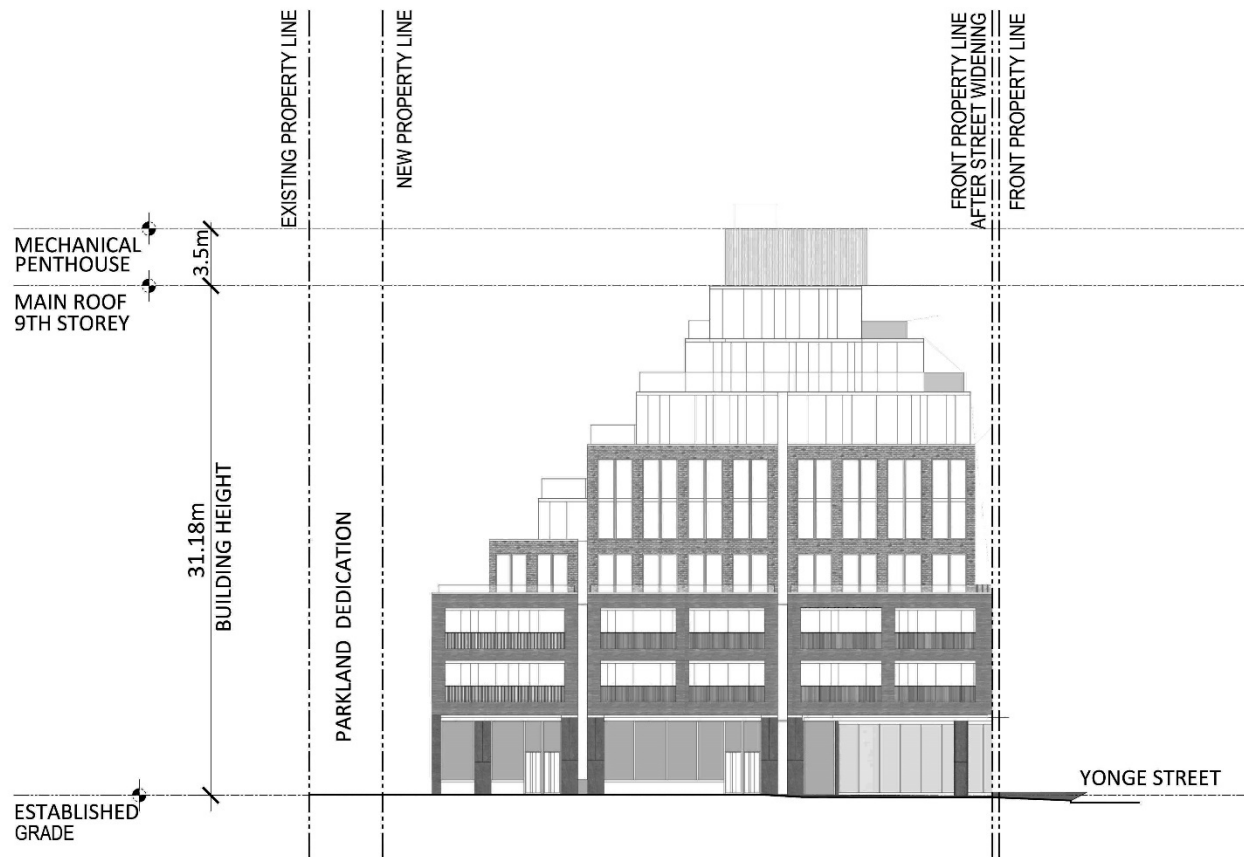 EXISTING PROPERTY LINE
NEW PROPERTY LINE
FRONT PROPERTY LINE
AFTER STREET WIDENING
FRONT PROPERTY LINE
MECHANICAL
PENTHOUSE
3.5m
MAIN ROOF
9TH STOREY
31.18m
BUILDING HEIGHT
PARKLAND DEDICATION
YONGE STREET
ESTABLISHED
GRADE